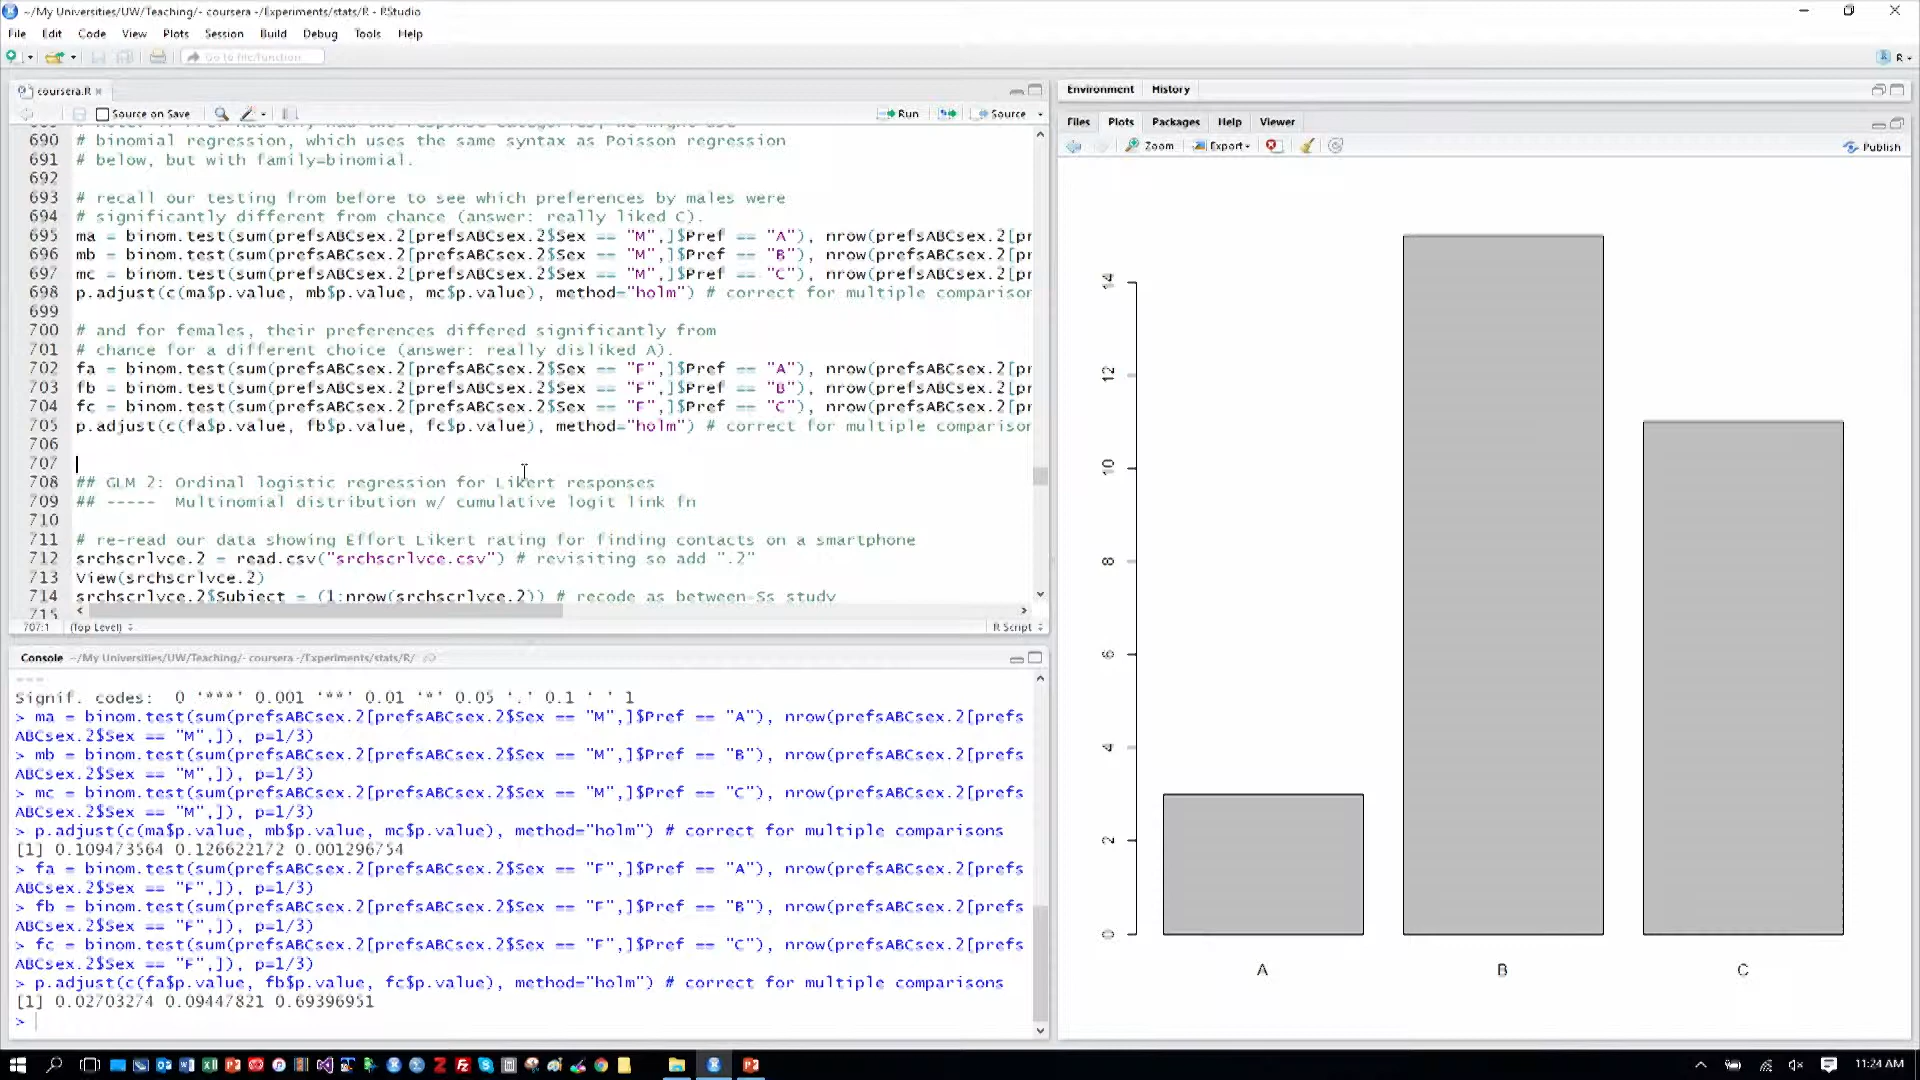 ~/My Universities/UW/Teaching/- coursera -/Experiments/stats/R - RStudio
File Edit Code View Plots Session Build Debug Tools Help
Go to file/function
R
coursera.R
Source on Save
Run
Source
690 # binomial regression, which uses the same syntax as Poisson regression
691 # below, but with family=binomial.
692
693 # recall our testing from before to see which preferences by males were
694 # significantly different from chance (answer: really liked C).
695 ma = binom.test(sum(prefsABCsex.2[prefsABCsex.2$Sex == "M",]$Pref == "A"), nrow(prefsABCsex.2[pr
696 mb = binom.test(sum(prefsABCsex.2[prefsABCsex.2$Sex == "M",]$Pref == "B"), nrow(prefsABCsex.2[pr
697 mc = binom.test(sum(prefsABCsex.2[prefsABCsex.2$Sex == "M",]$Pref == "C"), nrow(prefsABCsex.2[pr
698 p.adjust(c(ma$p.value, mb$p.value, mc$p.value), method="holm") # correct for multiple comparison
699
700 # and for females, their preferences differed significantly from
701 # chance for a different choice (answer: really disliked A).
702 fa = binom.test(sum(prefsABCsex.2[prefsABCsex.2$Sex == "F",]$Pref == "A"), nrow(prefsABCsex.2[pr
703 fb = binom.test(sum(prefsABCsex.2[prefsABCsex.2$Sex == "F",]$Pref == "B"), nrow(prefsABCsex.2[pr
704 fc = binom.test(sum(prefsABCsex.2[prefsABCsex.2$Sex == "F",]$Pref == "C"), nrow(prefsABCsex.2[pr
705 p.adjust(c(fa$p.value, fb$p.value, fc$p.value), method="holm") # correct for multiple comparison
706
707
708 ## GLM 2: Ordinal logistic regression for Likert responses
709 ## ----- Multinomial distribution w/ cumulative logit link fn
710
711 # re-read our data showing Effort Likert rating for finding contacts on a smartphone
712 srchscrlvce.2 = read.csv("srchscrlvce.csv") # revisiting so add ".2"
713 View(srchscrlvce.2)
714 srchscrlvce.2$Subject = (1:nrow(srchscrlvce.2)) # recode as between-Ss study
715
707:1 (Top Level) R Script
Console ~/My Universities/UW/Teaching/- coursera -/Experiments/stats/R/
---
Signif. codes: 0 '***' 0.001 '**' 0.01 '*' 0.05 '.' 0.1 ' ' 1
> ma = binom.test(sum(prefsABCsex.2[prefsABCsex.2$Sex == "M",]$Pref == "A"), nrow(prefsABCsex.2[prefs
ABCsex.2$Sex == "M",]), p=1/3)
> mb = binom.test(sum(prefsABCsex.2[prefsABCsex.2$Sex == "M",]$Pref == "B"), nrow(prefsABCsex.2[prefs
ABCsex.2$Sex == "M",]), p=1/3)
> mc = binom.test(sum(prefsABCsex.2[prefsABCsex.2$Sex == "M",]$Pref == "C"), nrow(prefsABCsex.2[prefs
ABCsex.2$Sex == "M",]), p=1/3)
> p.adjust(c(ma$p.value, mb$p.value, mc$p.value), method="holm") # correct for multiple comparisons
[1] 0.109473564 0.126622172 0.001296754
> fa = binom.test(sum(prefsABCsex.2[prefsABCsex.2$Sex == "F",]$Pref == "A"), nrow(prefsABCsex.2[prefs
ABCsex.2$Sex == "F",]), p=1/3)
> fb = binom.test(sum(prefsABCsex.2[prefsABCsex.2$Sex == "F",]$Pref == "B"), nrow(prefsABCsex.2[prefs
ABCsex.2$Sex == "F",]), p=1/3)
> fc = binom.test(sum(prefsABCsex.2[prefsABCsex.2$Sex == "F",]$Pref == "C"), nrow(prefsABCsex.2[prefs
ABCsex.2$Sex == "F",]), p=1/3)
> p.adjust(c(fa$p.value, fb$p.value, fc$p.value), method="holm") # correct for multiple comparisons
[1] 0.02703274 0.09447821 0.69396951
>
Environment History
Files Plots Packages Help Viewer
Zoom Export Publish
14
12
10
8
6
4
2
0
A B C
11:24 AM